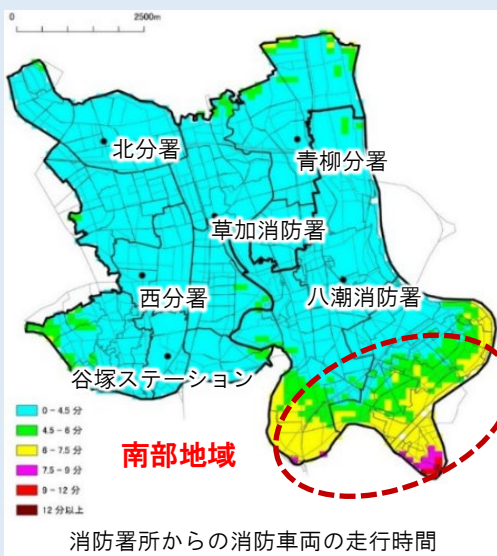 0 2500m
北分署
青柳分署
草加消防署
西分署
八潮消防署
谷塚ステーション
南部地域
0 - 4.5 分
4.5 - 6 分
6 - 7.5 分
7.5 - 9 分
9 - 12 分
12 分以上
消防署所からの消防車両の走行時間